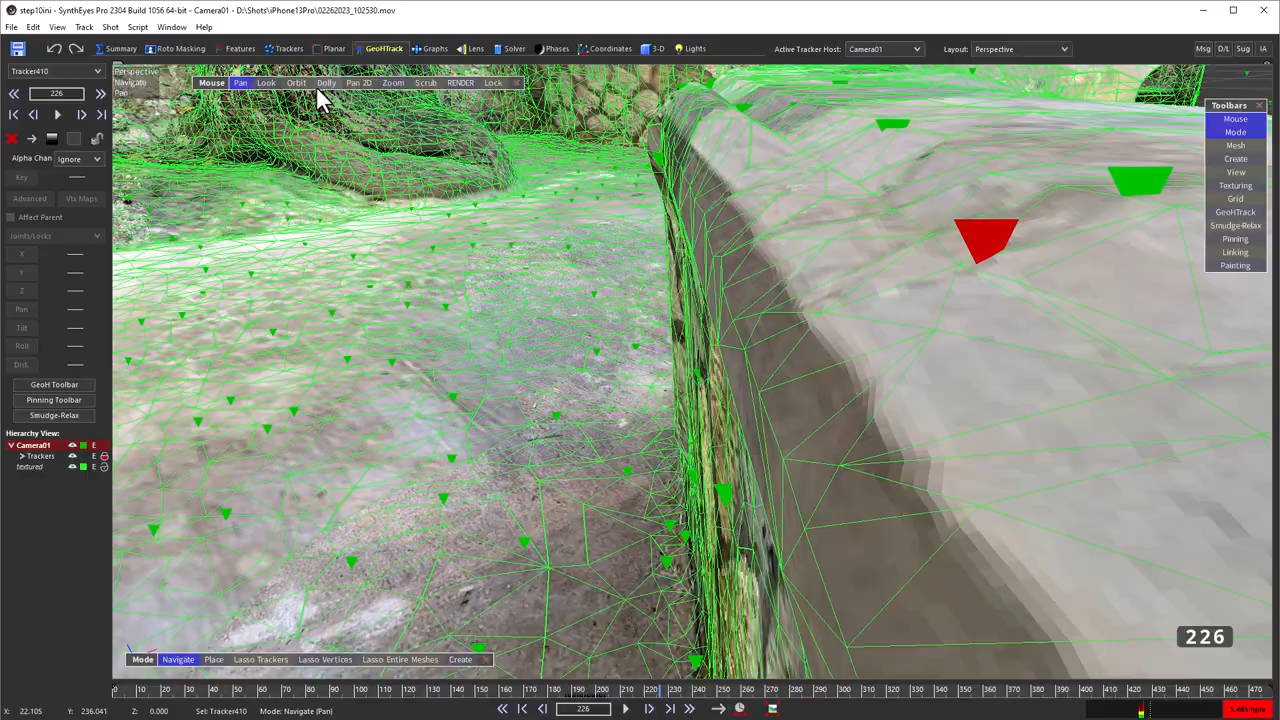 step10ini - SynthEyes Pro 2304 Build 1056 64-bit - Camera01 - D:\Shots\iPhone13Pro\02262023_102530.mov
File Edit View Track Shot Script Window Help
Summary Roto Masking Features Trackers Planar GeoHTrack Graphs Lens Solver Phases Coordinates 3-D Lights Active Tracker Host: Camera01 Layout: Perspective Msg D/L Sug IA
Tracker410
226
Alpha Chan Ignore
Key
Advanced Vtx Maps
Affect Parent
Joints/Locks
X
Y
Z
Pan
Tilt
Roll
Dist.
GeoH Toolbar
Pinning Toolbar
Smudge-Relax
Hierarchy View:
Camera01 E
Trackers E
textured E
Perspective
Navigate
Pan
Mouse Pan Look Orbit Dolly Pan 2D Zoom Scrub RENDER Lock
Toolbars
Mouse
Mode
Mesh
Create
View
Texturing
Grid
GeoHTrack
Smudge-Relax
Pinning
Linking
Painting
226
Mode Navigate Place Lasso Trackers Lasso Vertices Lasso Entire Meshes Create
0 10 20 30 40 50 60 70 80 90 100 110 120 130 140 150 160 170 180 190 200 210 220 230 240 250 260 270 280 290 300 310 320 330 340 350 360 370 380 390 400 410 420 430 440 450 460 470
X: 22.105 Y: 236.041 Z: 0.000 Sel: Tracker410 Mode: Navigate (Pan) 226 5.485 hpix